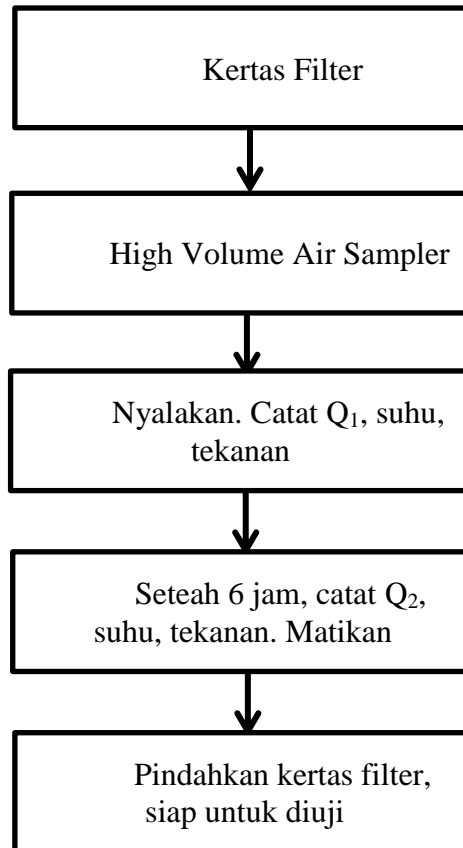 Kertas Filter
High Volume Air Sampler
Nyalakan. Catat Q₁, suhu,
tekanan
Seteah 6 jam, catat Q₂,
suhu, tekanan. Matikan
Pindahkan kertas filter,
siap untuk diuji